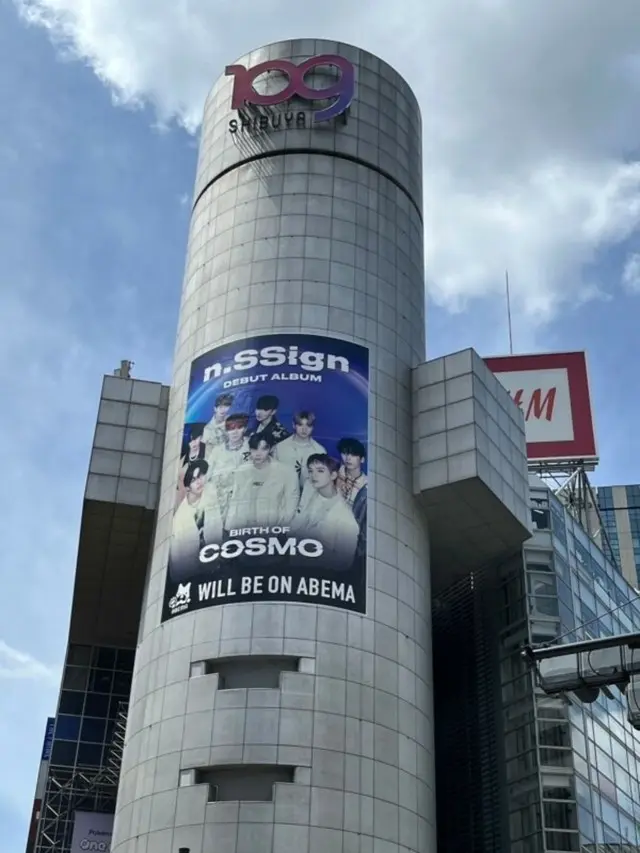 109
SHIBUYA
n.SSign
DEBUT ALBUM
BIRTH OF
COSMO
WILL BE ON ABEMA